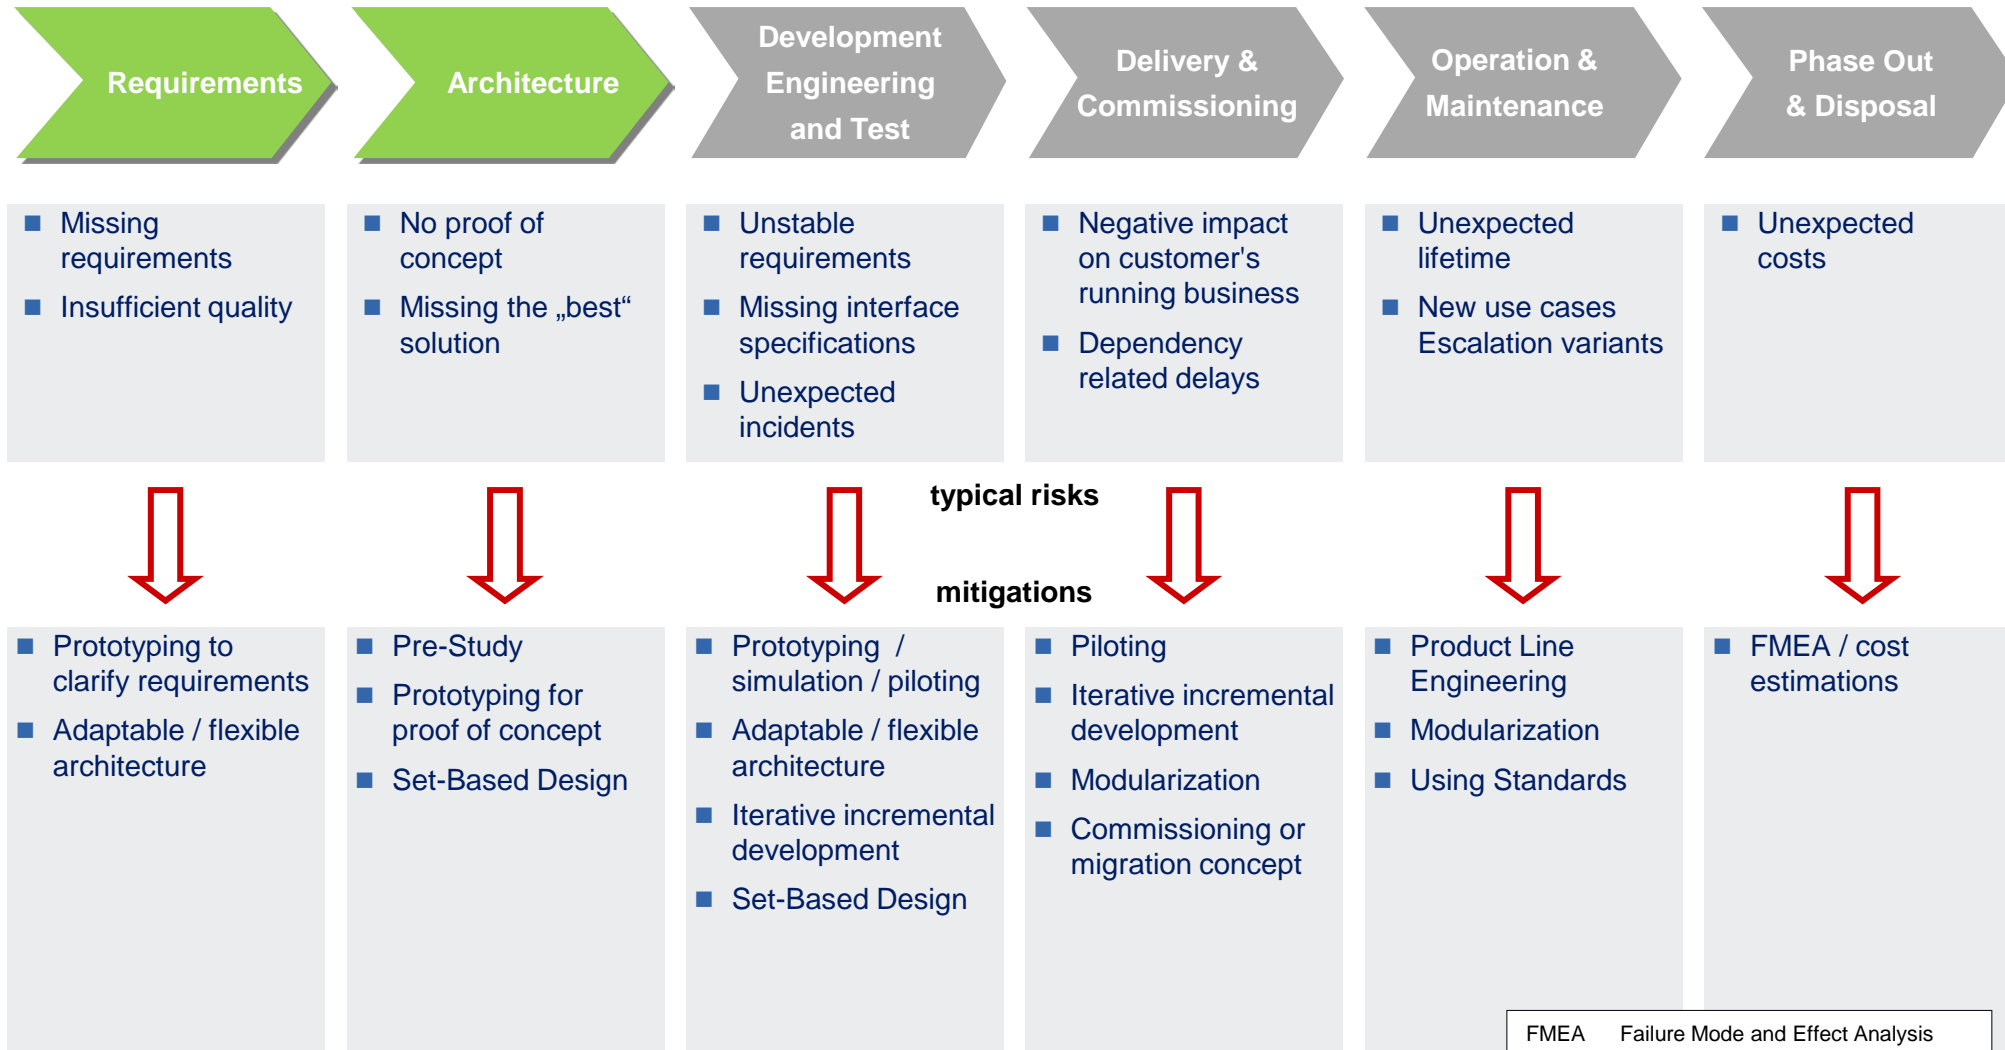 Requirements
Architecture
Development
Engineering
and Test
Delivery &
Commissioning
Operation &
Maintenance
Phase Out
& Disposal
Missing
requirements
Insufficient quality
No proof of
concept
Missing the „best“
solution
Unstable
requirements
Missing interface
specifications
Unexpected
incidents
Negative impact
on customer's
running business
Dependency
related delays
Unexpected
lifetime
New use cases
Escalation variants
Unexpected
costs
typical risks
mitigations
Prototyping to
clarify requirements
Adaptable / flexible
architecture
Pre-Study
Prototyping for
proof of concept
Set-Based Design
Prototyping /
simulation / piloting
Adaptable / flexible
architecture
Iterative incremental
development
Set-Based Design
Piloting
Iterative incremental
development
Modularization
Commissioning or
migration concept
Product Line
Engineering
Modularization
Using Standards
FMEA / cost
estimations
FMEA Failure Mode and Effect Analysis